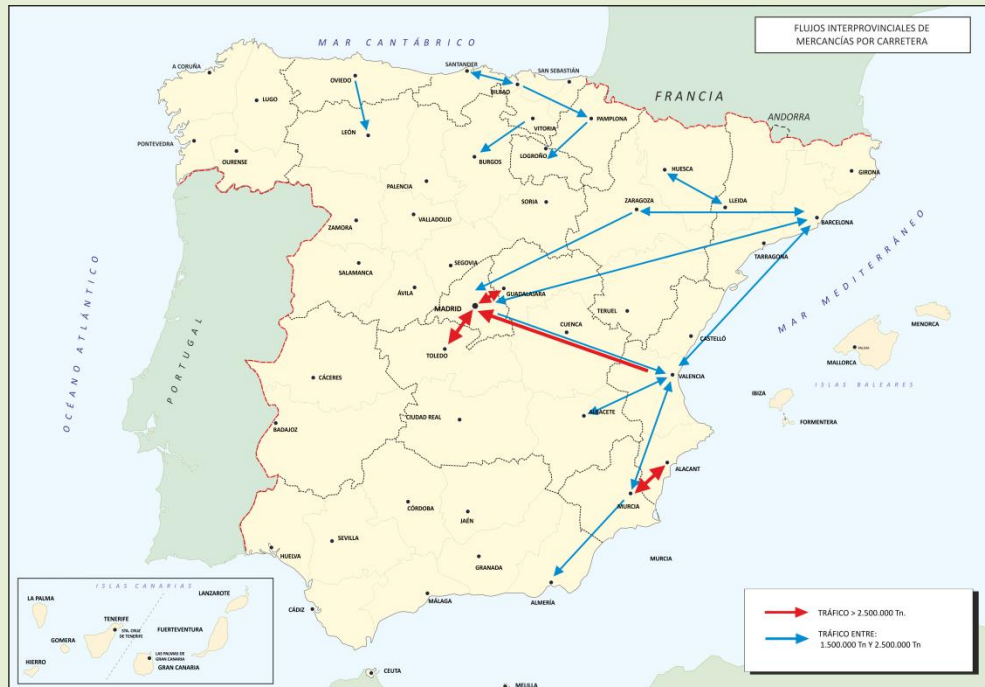 FLUJOS INTERPROVINCIALES DE
MERCANCÍAS POR CARRETERA
MAR CANTÁBRICO
A CORUÑA
LUGO
PONTEVEDRA
OURENSE
OVIEDO
LEÓN
SANTANDER
BILBAO
SAN SEBASTIÁN
VITORIA
PAMPLONA
FRANCIA
ANDORRA
BURGOS
LOGROÑO
PALENCIA
HUESCA
GIRONA
ZAMORA
VALLADOLID
SORIA
ZARAGOZA
LLEIDA
BARCELONA
TARRAGONA
SALAMANCA
SEGOVIA
ÁVILA
MADRID
GUADALAJARA
TERUEL
CUENCA
CASTELLÓ
TOLEDO
VALENCIA
MAR MEDITERRÁNEO
MENORCA
PALMA
MALLORCA
ISLAS BALEARES
IBIZA
FORMENTERA
OCÉANO ATLÁNTICO
PORTUGAL
CÁCERES
BADAJOZ
CIUDAD REAL
ALBACETE
ALACANT
MURCIA
CÓRDOBA
JAÉN
SEVILLA
HUELVA
GRANADA
MURCIA
CÁDIZ
MÁLAGA
ALMERÍA
CEUTA
MELILLA
ISLAS CANARIAS
LA PALMA
LANZAROTE
TENERIFE
STA. CRUZ
DE TENERIFE
FUERTEVENTURA
GOMERA
LAS PALMAS DE
GRAN CANARIA
HIERRO
GRAN CANARIA
TRÁFICO > 2.500.000 Tn.
TRÁFICO ENTRE:
1.500.000 Tn Y 2.500.000 Tn